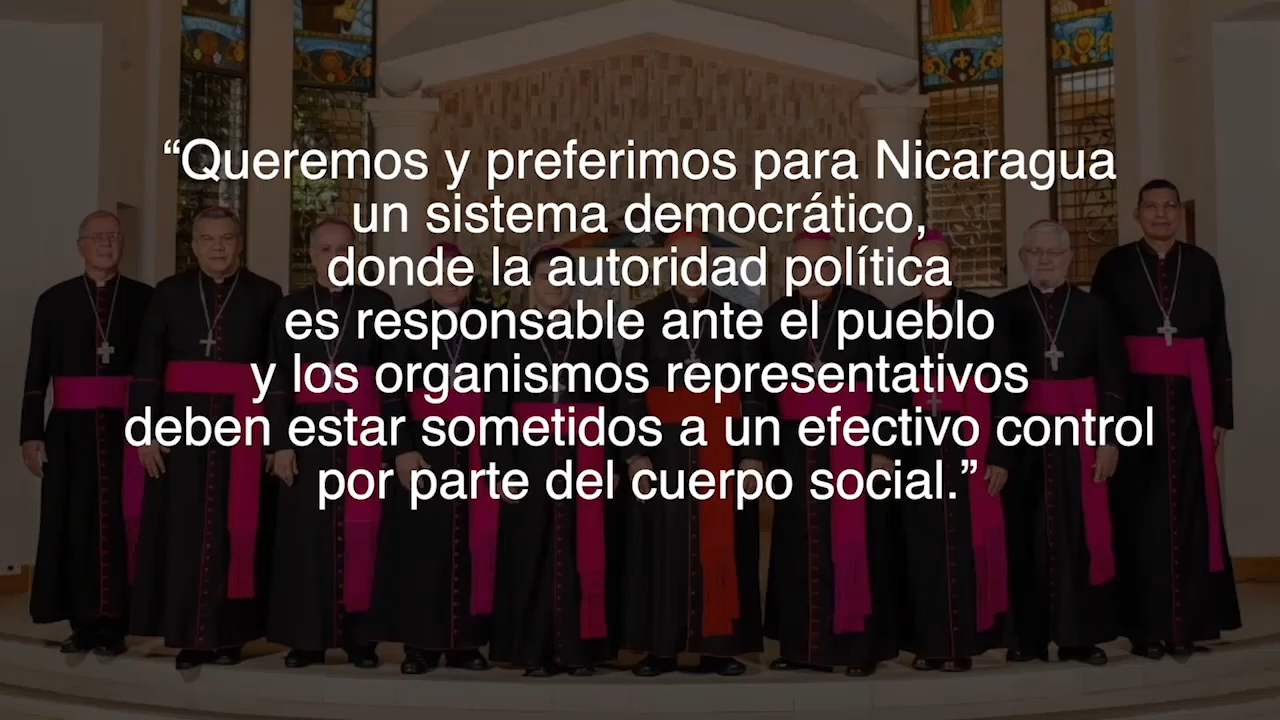 “Queremos y preferimos para Nicaragua
un sistema democrático,
donde la autoridad política
es responsable ante el pueblo
y los organismos representativos
deben estar sometidos a un efectivo control
por parte del cuerpo social.”